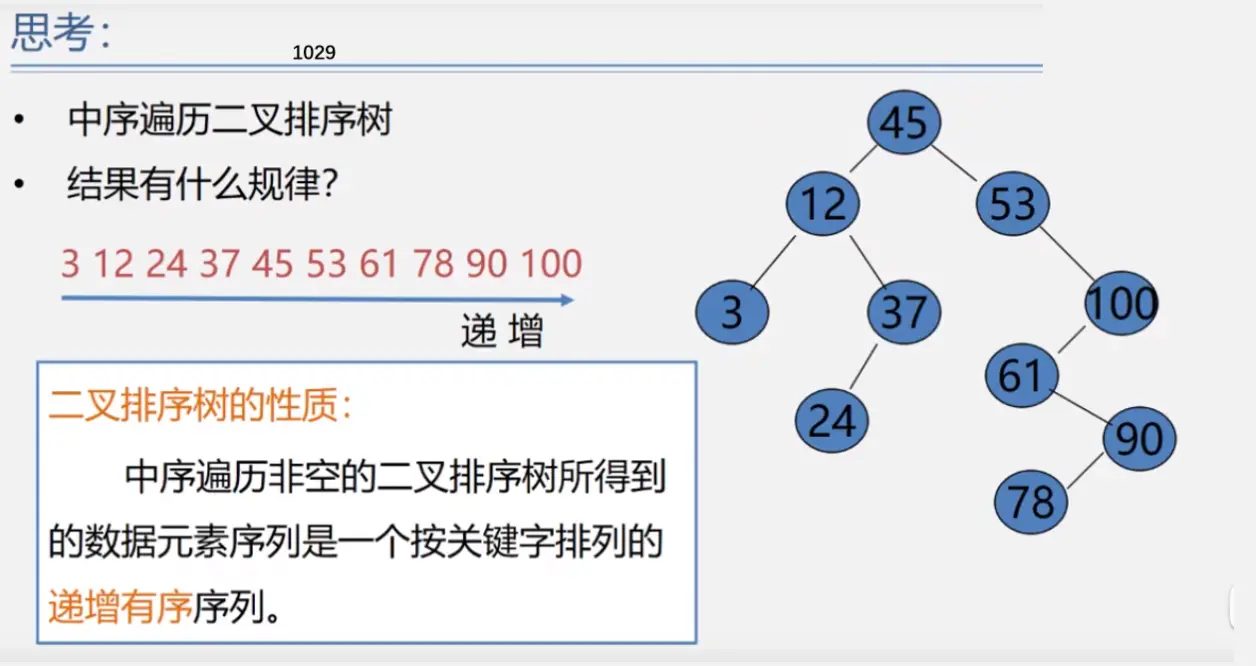 思考：
1029
• 中序遍历二叉排序树
• 结果有什么规律？
3 12 24 37 45 53 61 78 90 100
递 增
二叉排序树的性质：
中序遍历非空的二叉排序树所得到
的数据元素序列是一个按关键字排列的
递增有序序列。
45
12
53
3
37
100
61
24
90
78